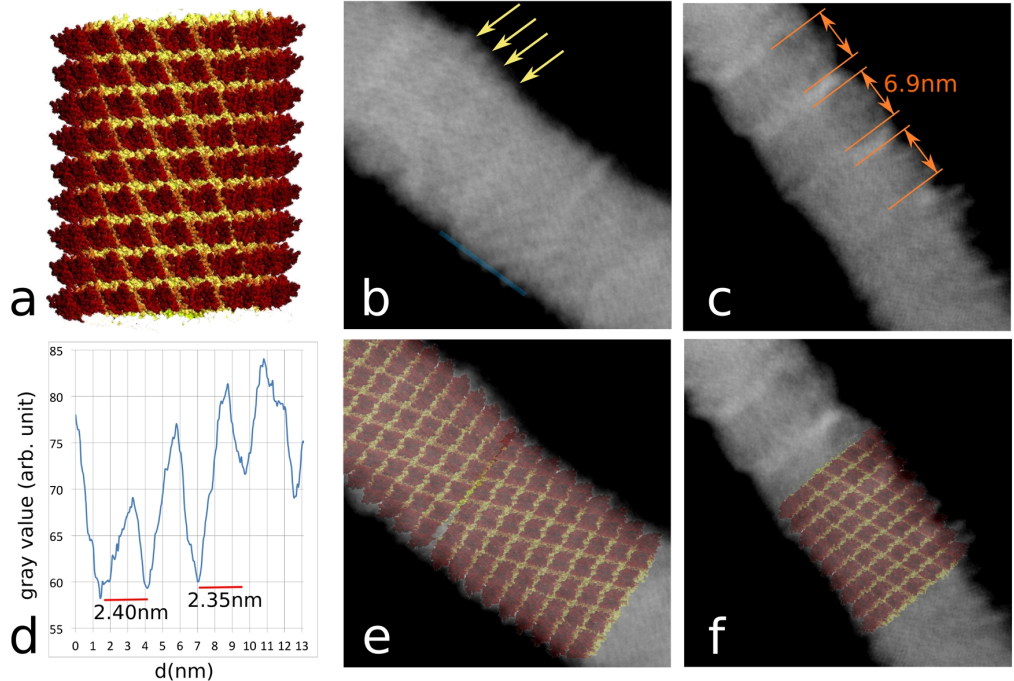 a
b
c
6.9nm
85
80
75
70
65
60
55
gray value (arb. unit)
2.40nm
2.35nm
0 1 2 3 4 5 6 7 8 9 10 11 12 13
d(nm)
d
e
f